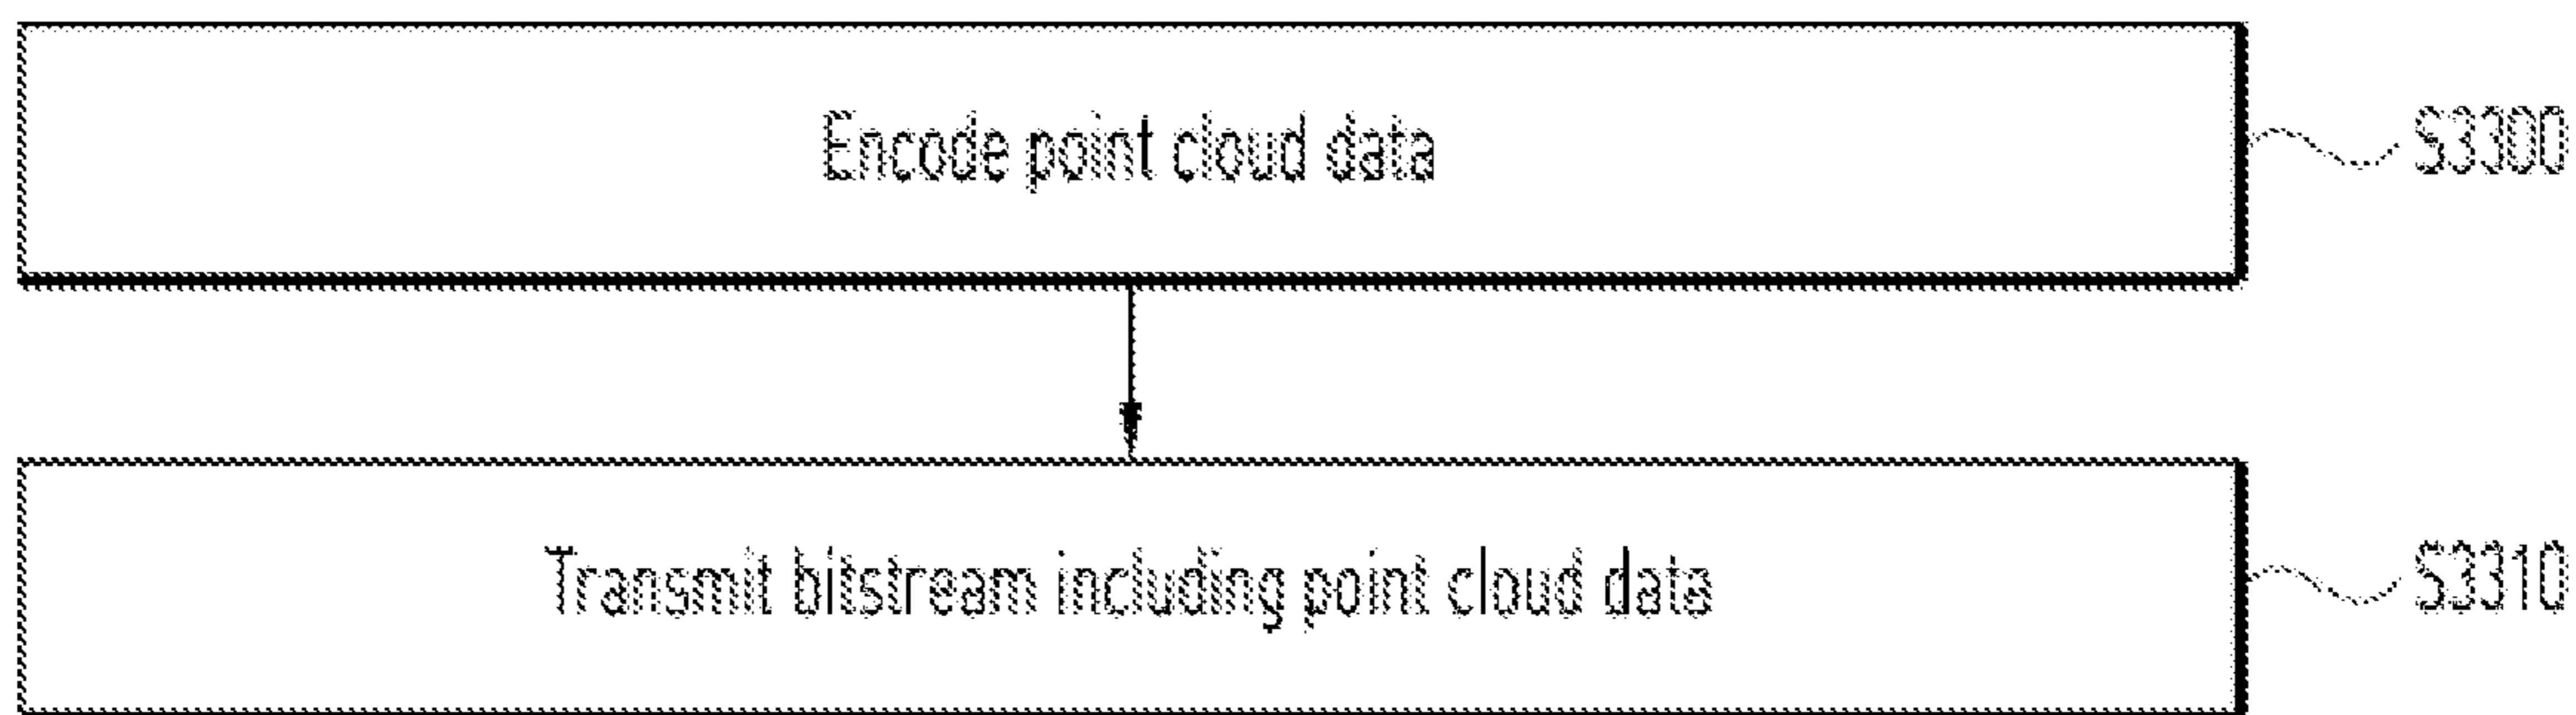 Encode point cloud data
S3300
Transmit bitstream including point cloud data
S3310